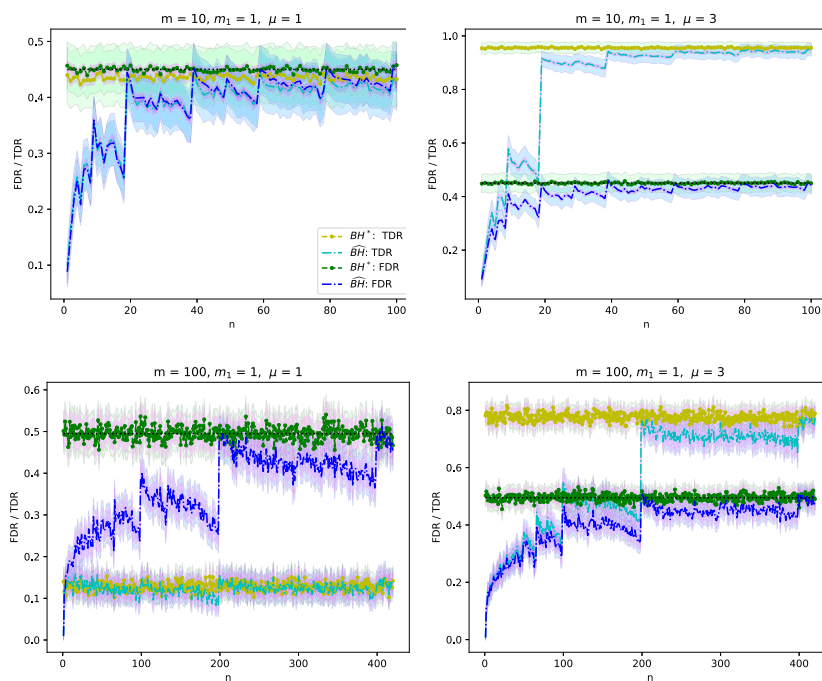 m = 10, m₁ = 1, μ = 1
0.5
0.4
0.3
0.2
0.1
FDR / TDR
BH*: TDR
B͡H: TDR
BH*: FDR
B͡H: FDR
0 20 40 60 80 100
n
m = 10, m₁ = 1, μ = 3
1.0
0.8
0.6
0.4
0.2
FDR / TDR
0 20 40 60 80 100
n
m = 100, m₁ = 1, μ = 1
0.6
0.5
0.4
0.3
0.2
0.1
0.0
FDR / TDR
0 100 200 300 400
n
m = 100, m₁ = 1, μ = 3
0.8
0.6
0.4
0.2
0.0
FDR / TDR
0 100 200 300 400
n